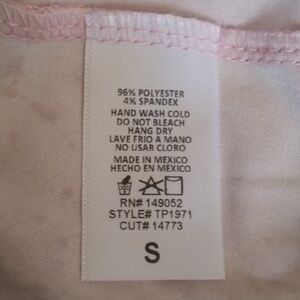 96% POLYESTER
4% SPANDEX
HAND WASH COLD
DO NOT BLEACH
HANG DRY
LAVE FRIO A MANO
NO USAR CLORO
MADE IN MEXICO
HECHO EN MEXICO
RN# 149052
STYLE# TP1971
CUT# 14773
S